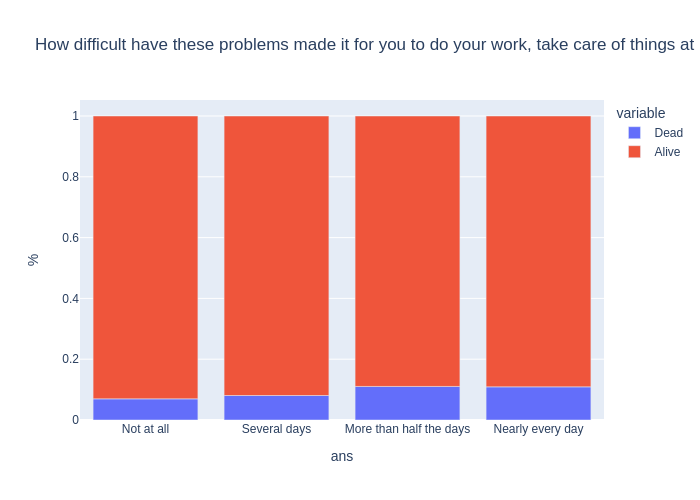 How difficult have these problems made it for you to do your work, take care of things at
variable
Dead
Alive
1
0.8
0.6
0.4
0.2
0
%
Not at all
Several days
More than half the days
Nearly every day
ans